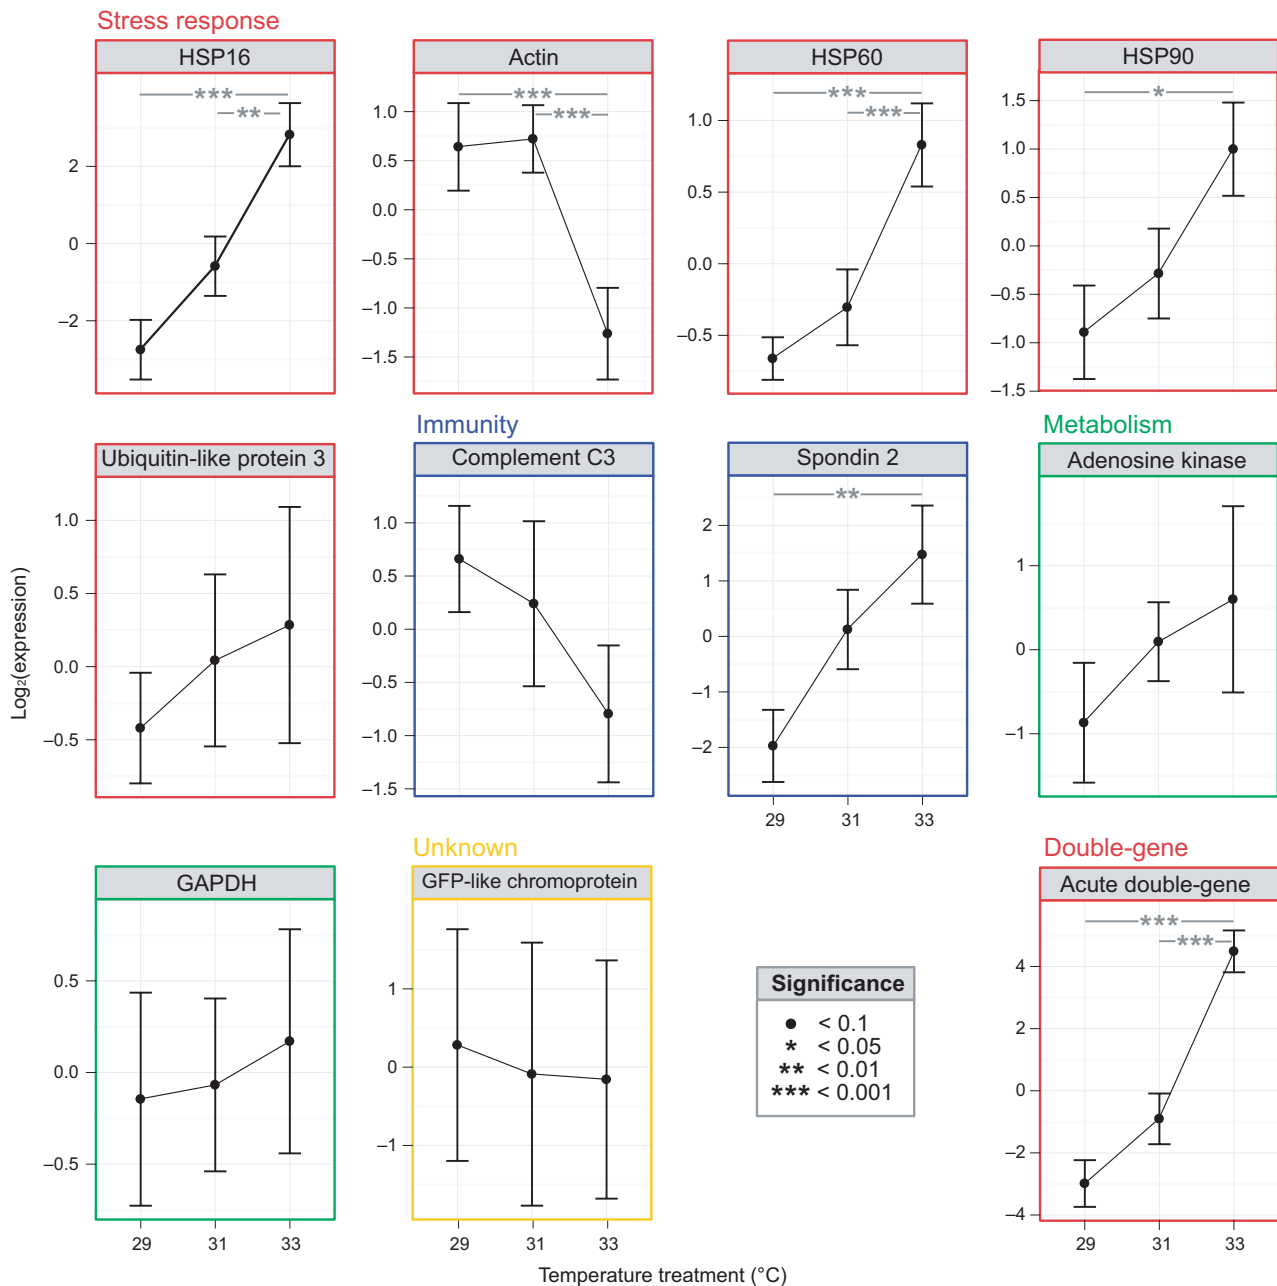 Stress response
HSP16
Actin
HSP60
HSP90
***
**
***
***
***
***
*
2
0
−2
1.0
0.5
0.0
−0.5
−1.0
−1.5
1.0
0.5
0.0
−0.5
1.5
1.0
0.5
0.0
−0.5
−1.0
−1.5
Immunity
Metabolism
Ubiquitin-like protein 3
Complement C3
Spondin 2
Adenosine kinase
**
1.0
0.5
0.0
−0.5
1.0
0.5
0.0
−0.5
−1.0
−1.5
2
1
0
−1
−2
1
0
−1
29 31 33
Log₂(expression)
Unknown
Double-gene
GAPDH
GFP-like chromoprotein
Acute double-gene
***
***
0.5
0.0
−0.5
1
0
−1
4
2
0
−2
−4
Significance
● < 0.1
* < 0.05
** < 0.01
*** < 0.001
29 31 33
29 31 33
29 31 33
Temperature treatment (°C)